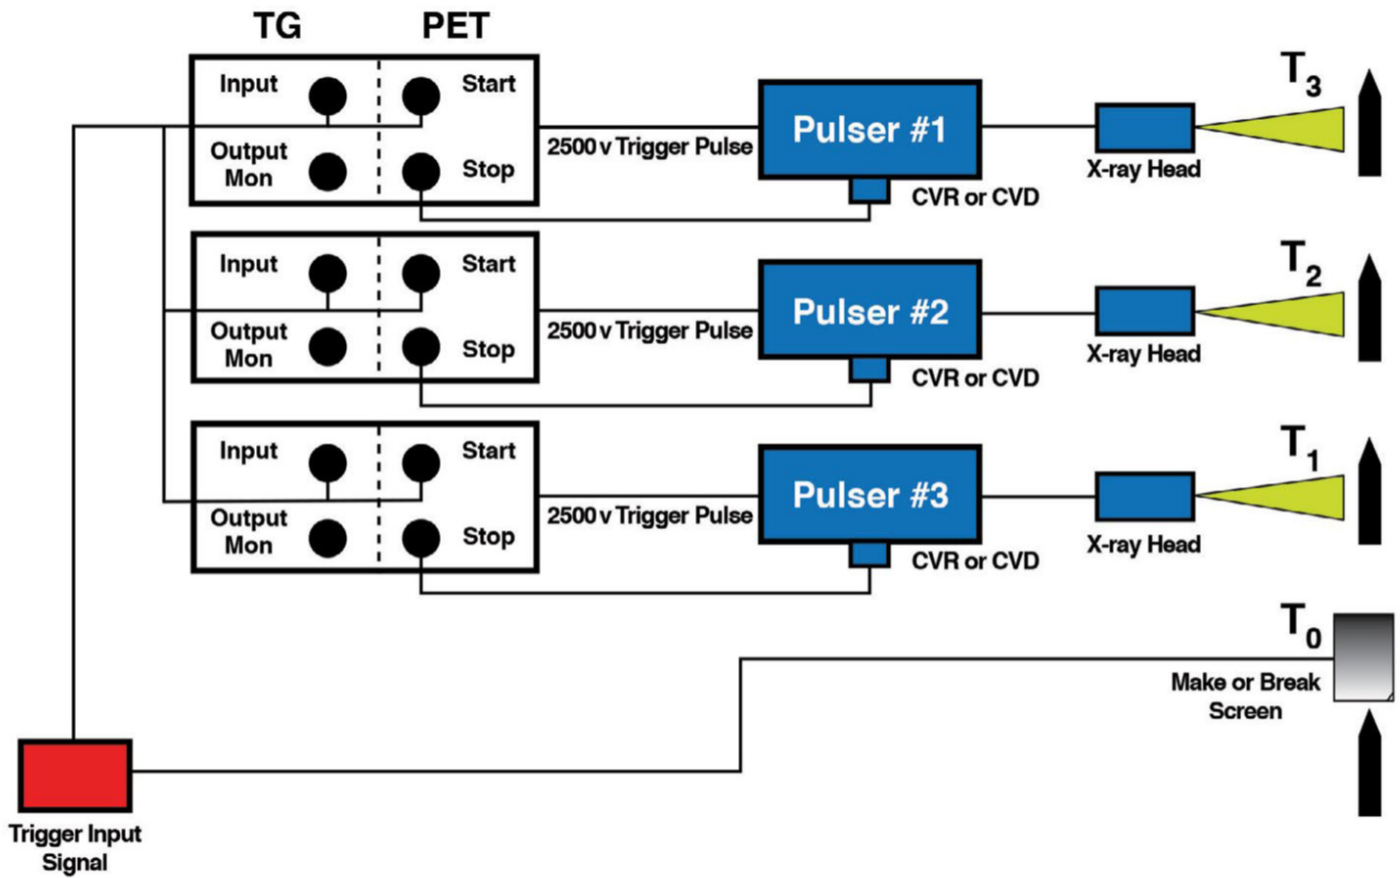 TG PET
Input Start
Output
Mon
Stop
2500 v Trigger Pulse
Pulser #1
CVR or CVD
X-ray Head
T3
Input Start
Output
Mon
Stop
2500 v Trigger Pulse
Pulser #2
CVR or CVD
X-ray Head
T2
Input Start
Output
Mon
Stop
2500 v Trigger Pulse
Pulser #3
CVR or CVD
X-ray Head
T1
T0
Make or Break
Screen
Trigger Input
Signal